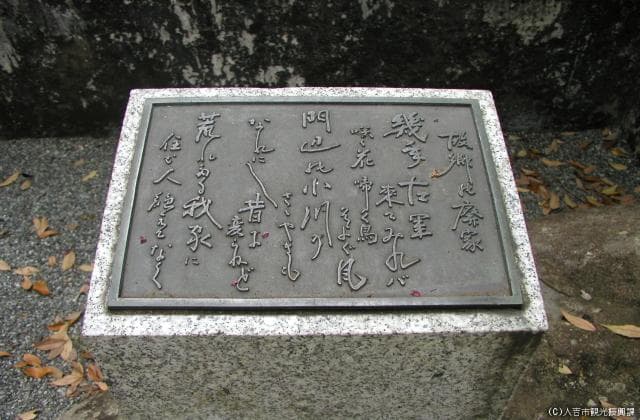 故郷の廃家
幾年古里
来てみれば
咲く花啼く鳥
そよぐ風
門辺の小川の
ささやきも
なれにし昔に
変らねど
荒れたる我家に
住む人絶えてなく
(C)人吉市観光振興課